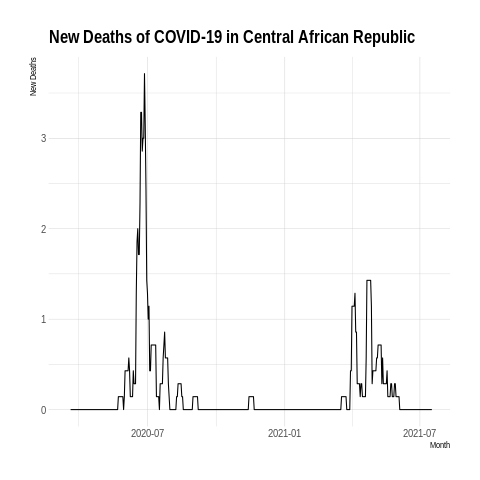 New Deaths of COVID-19 in Central African Republic
New Deaths
3
2
1
0
2020-07
2021-01
2021-07
Month